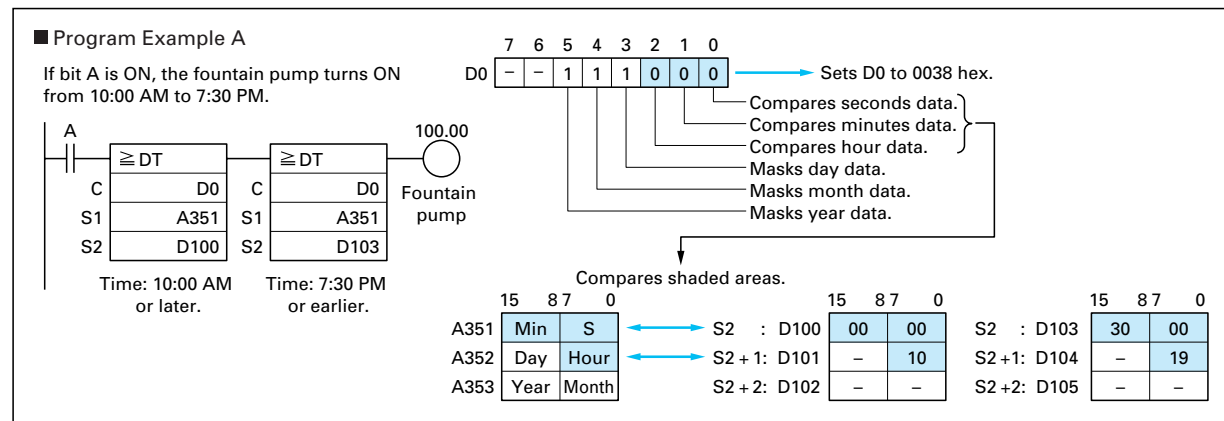 ■ Program Example A
If bit A is ON, the fountain pump turns ON
from 10:00 AM to 7:30 PM.
A
≧DT
C D0
S1 A351
S2 D100
Time: 10:00 AM
or later.
≧DT
C D0
S1 A351
S2 D103
Time: 7:30 PM
or earlier.
100.00
Fountain
pump
7 6 5 4 3 2 1 0
D0 – – 1 1 1 0 0 0 Sets D0 to 0038 hex.
Compares seconds data.
Compares minutes data.
Compares hour data.
Masks day data.
Masks month data.
Masks year data.
Compares shaded areas.
15 8 7 0
A351 Min S
A352 Day Hour
A353 Year Month
15 8 7 0
S2 : D100 00 00
S2 + 1: D101 – 10
S2 + 2: D102 – –
15 8 7 0
S2 : D103 30 00
S2 +1: D104 – 19
S2 +2: D105 – –